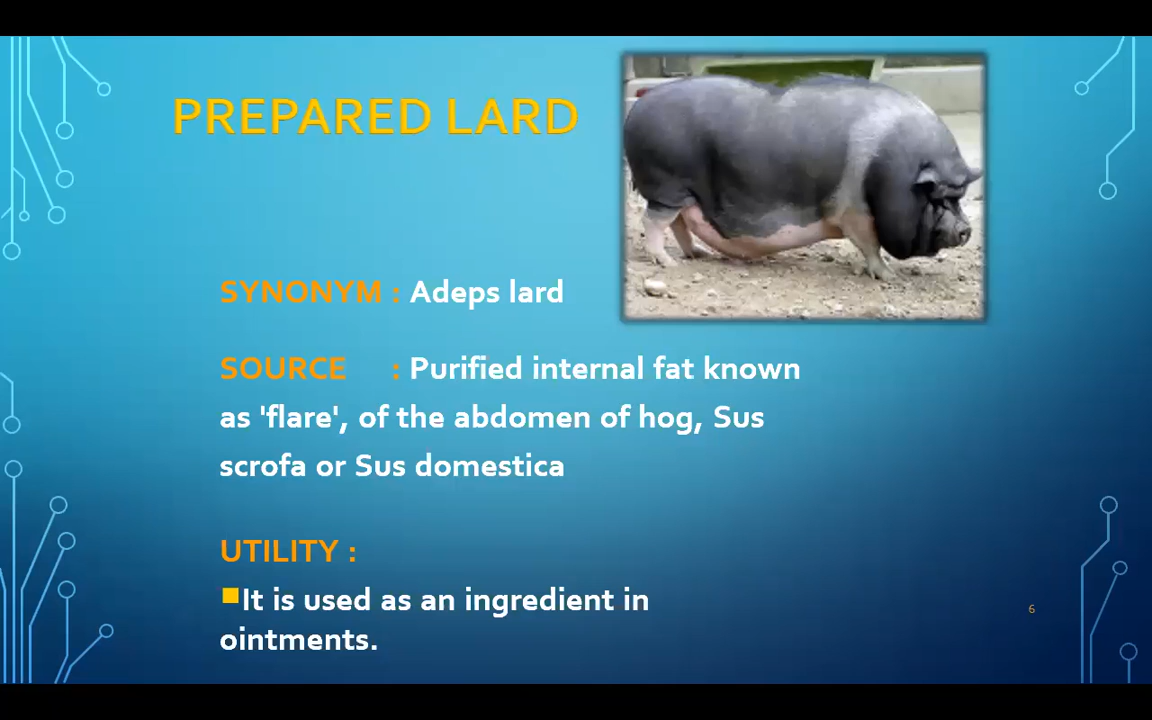 PREPARED LARD
SYNONYM : Adeps lard
SOURCE : Purified internal fat known
as 'flare', of the abdomen of hog, Sus
scrofa or Sus domestica
UTILITY :
It is used as an ingredient in
ointments.
6